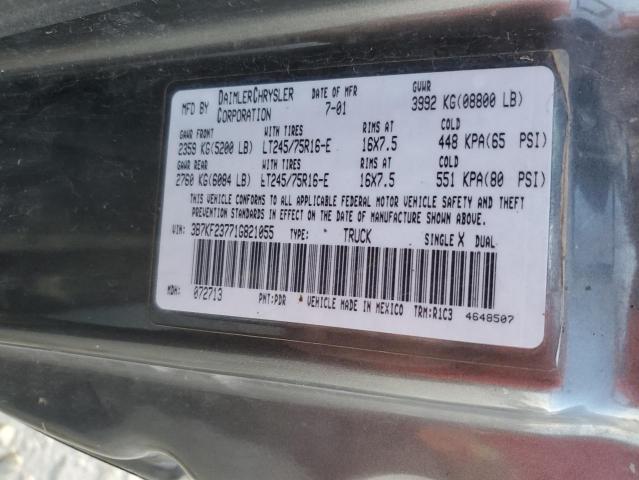 MFD BY DAIMLERCHRYSLER CORPORATION DATE OF MFR 7-01 GVWR 3992 KG(08800 LB)
GAWR FRONT WITH TIRES RIMS AT COLD
2359 KG(5200 LB) LT245/75R16-E 16X7.5 448 KPA(65 PSI)
GAWR REAR WITH TIRES RIMS AT COLD
2760 KG(6084 LB) LT245/75R16-E 16X7.5 551 KPA(80 PSI)
THIS VEHICLE CONFORMS TO ALL APPLICABLE FEDERAL MOTOR VEHICLE SAFETY AND THEFT
PREVENTION STANDARDS IN EFFECT ON THE DATE OF MANUFACTURE SHOWN ABOVE.
VIN: 3B7KF23771G821055 TYPE: TRUCK SINGLE X DUAL
MDH: 072713 PNT:PDR VEHICLE MADE IN MEXICO TRM:R1C3 4648507